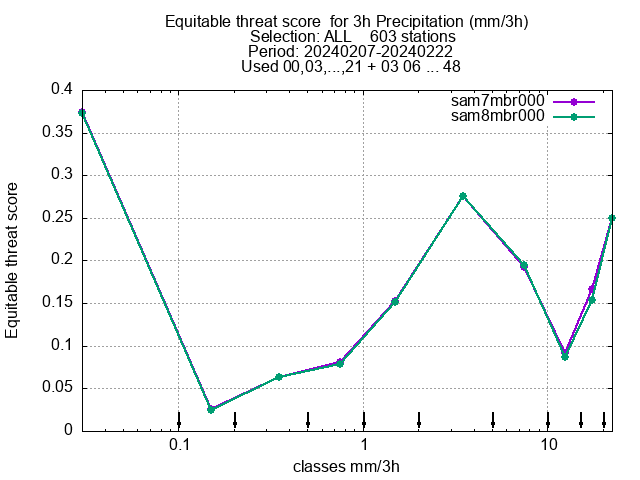 Equitable threat score  for 3h Precipitation (mm/3h)
Selection: ALL    603 stations
Period: 20240207-20240222
Used 00,03,...,21 + 03 06 ... 48
sam7mbr000
sam8mbr000
0.4
0.35
0.3
0.25
0.2
0.15
0.1
0.05
0
Equitable threat score
0.1
1
10
classes mm/3h